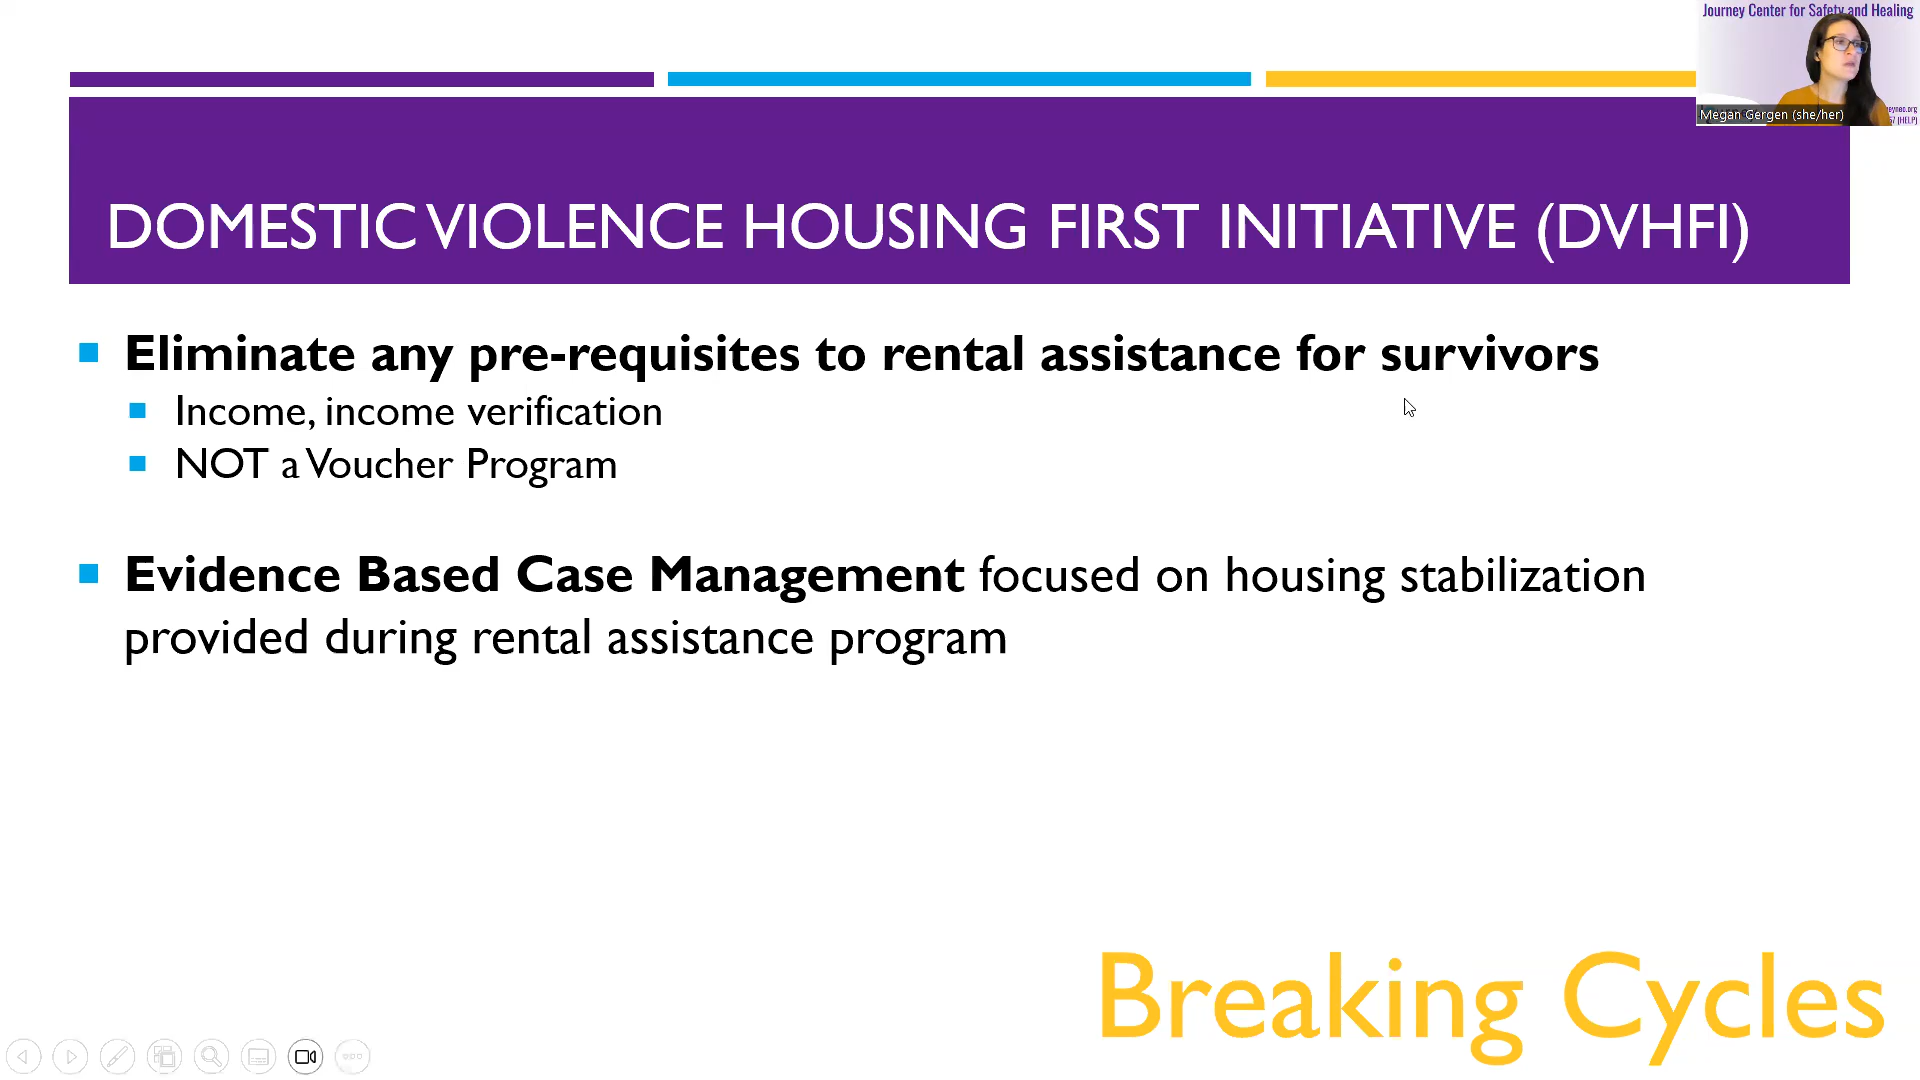 Journey Center for Safety and Healing
Megan Gergen (she/her)
DOMESTIC VIOLENCE HOUSING FIRST INITIATIVE (DVHFI)
Eliminate any pre-requisites to rental assistance for survivors
Income, income verification
NOT a Voucher Program
Evidence Based Case Management focused on housing stabilization
provided during rental assistance program
Breaking Cycles